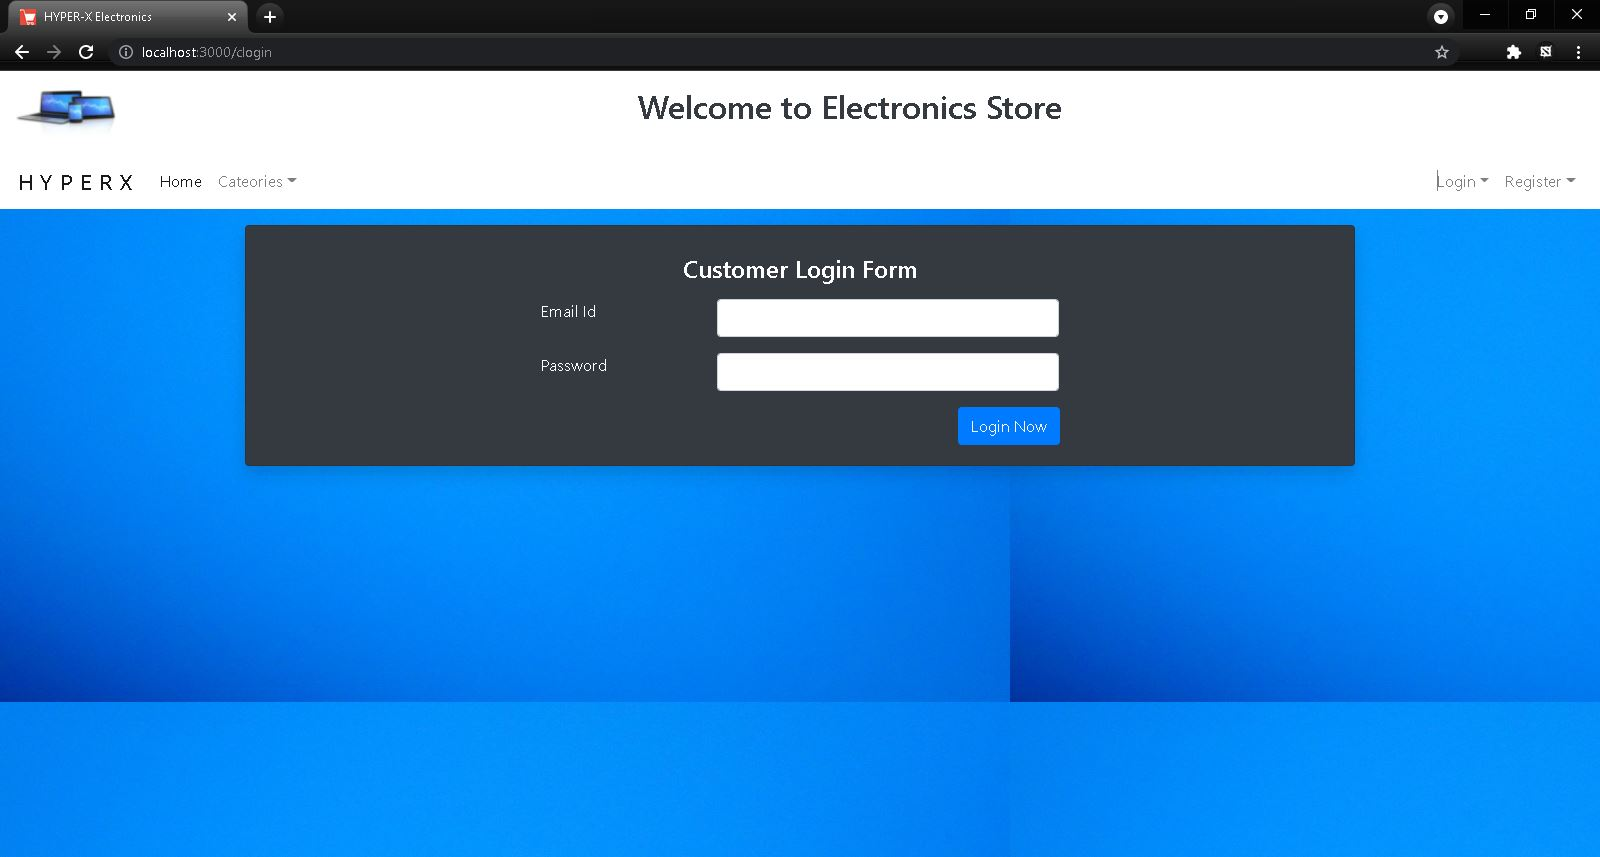 HYPER-X Electronics
localhost:3000/clogin
Welcome to Electronics Store
HYPERX Home Cateories Login Register
Customer Login Form
Email Id
Password
Login Now